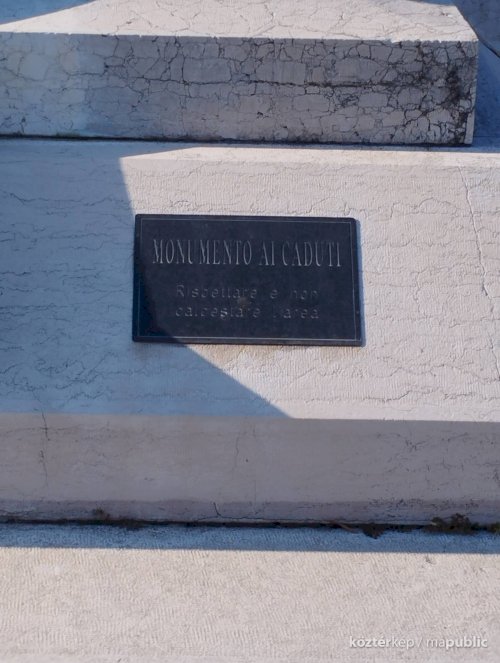 MONUMENTO AI CADUTI
Rispettare e non
calpestare l'area
köztérkép / mapublic